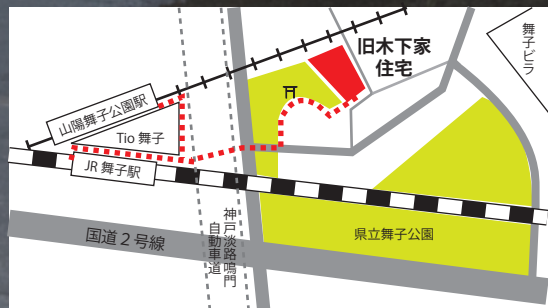 旧木下家
住宅
舞子ビラ
山陽舞子公園駅
Tio 舞子
JR 舞子駅
神戸淡路鳴門
自動車道
国道２号線
県立舞子公園